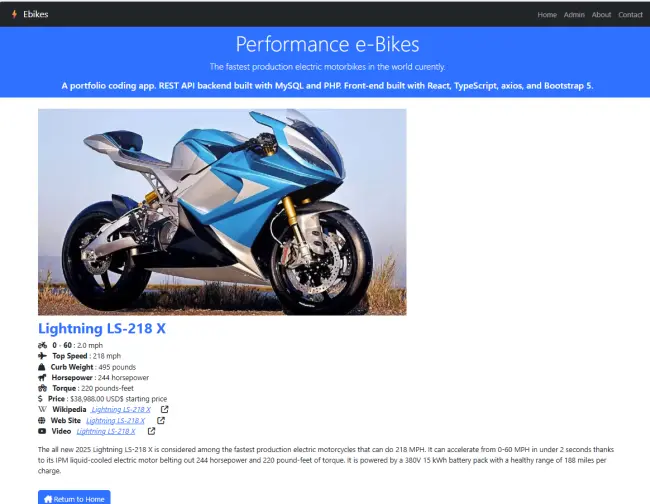 Ebikes
Home Admin About Contact
Performance e-Bikes
The fastest production electric motorbikes in the world curently.
A portfolio coding app. REST API backend built with MySQL and PHP. Front-end built with React, TypeScript, axios, and Bootstrap 5.
Lightning LS-218 X
0 - 60 : 2.0 mph
Top Speed : 218 mph
Curb Weight : 495 pounds
Horsepower : 244 horsepower
Torque : 220 pounds-feet
Price : $38,988.00 USD$ starting price
Wikipedia Lightning LS-218 X
Web Site Lightning LS-218 X
Video Lightning LS-218 X
The all new 2025 Lightning LS-218 X is considered among the fastest production electric motorcycles that can do 218 MPH. It can accelerate from 0-60 MPH in under 2 seconds thanks
to its IPM liquid-cooled electric motor belting out 244 horsepower and 220 pound-feet of torque. It is powered by a 380V 15 kWh battery pack with a healthy range of 188 miles per
charge.
Return to Home